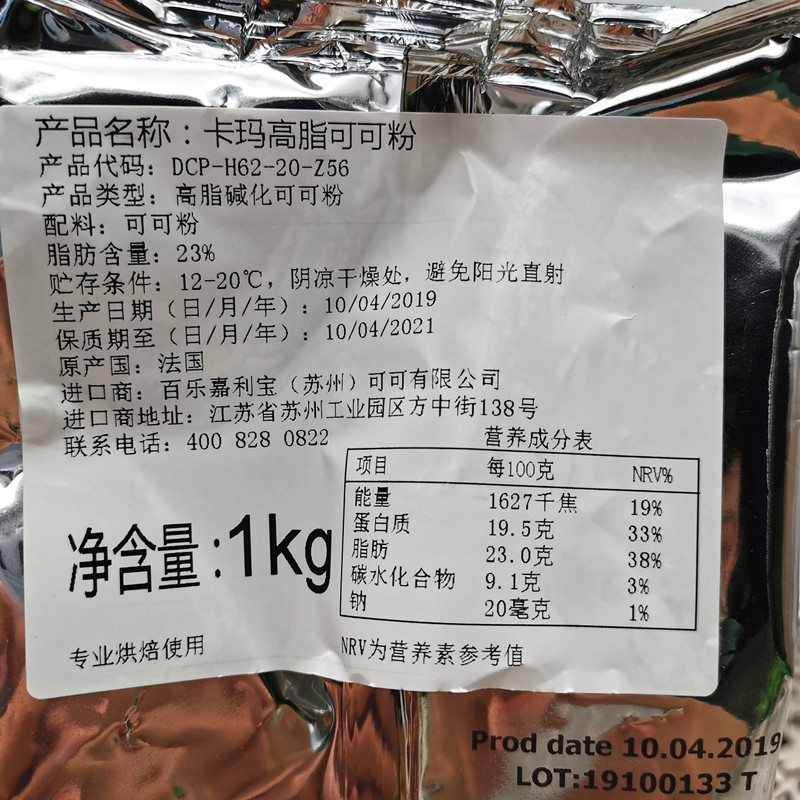 产品名称：卡玛高脂可可粉
产品代码：DCP-H62-20-Z56
产品类型：高脂碱化可可粉
配料：可可粉
脂肪含量：23%
贮存条件：12-20℃，阴凉干燥处，避免阳光直射
生产日期（日/月/年）：10/04/2019
保质期至（日/月/年）：10/04/2021
原产国：法国
进口商：百乐嘉利宝（苏州）可可有限公司
进口商地址：江苏省苏州工业园区方中街138号
联系电话：400 828 0822
营养成分表
项目 每100克 NRV%
能量 1627千焦 19%
蛋白质 19.5克 33%
脂肪 23.0克 38%
碳水化合物 9.1克 3%
钠 20毫克 1%
净含量：1kg
专业烘焙使用
NRV为营养素参考值
Prod date 10.04.2019
LOT:19100133 T